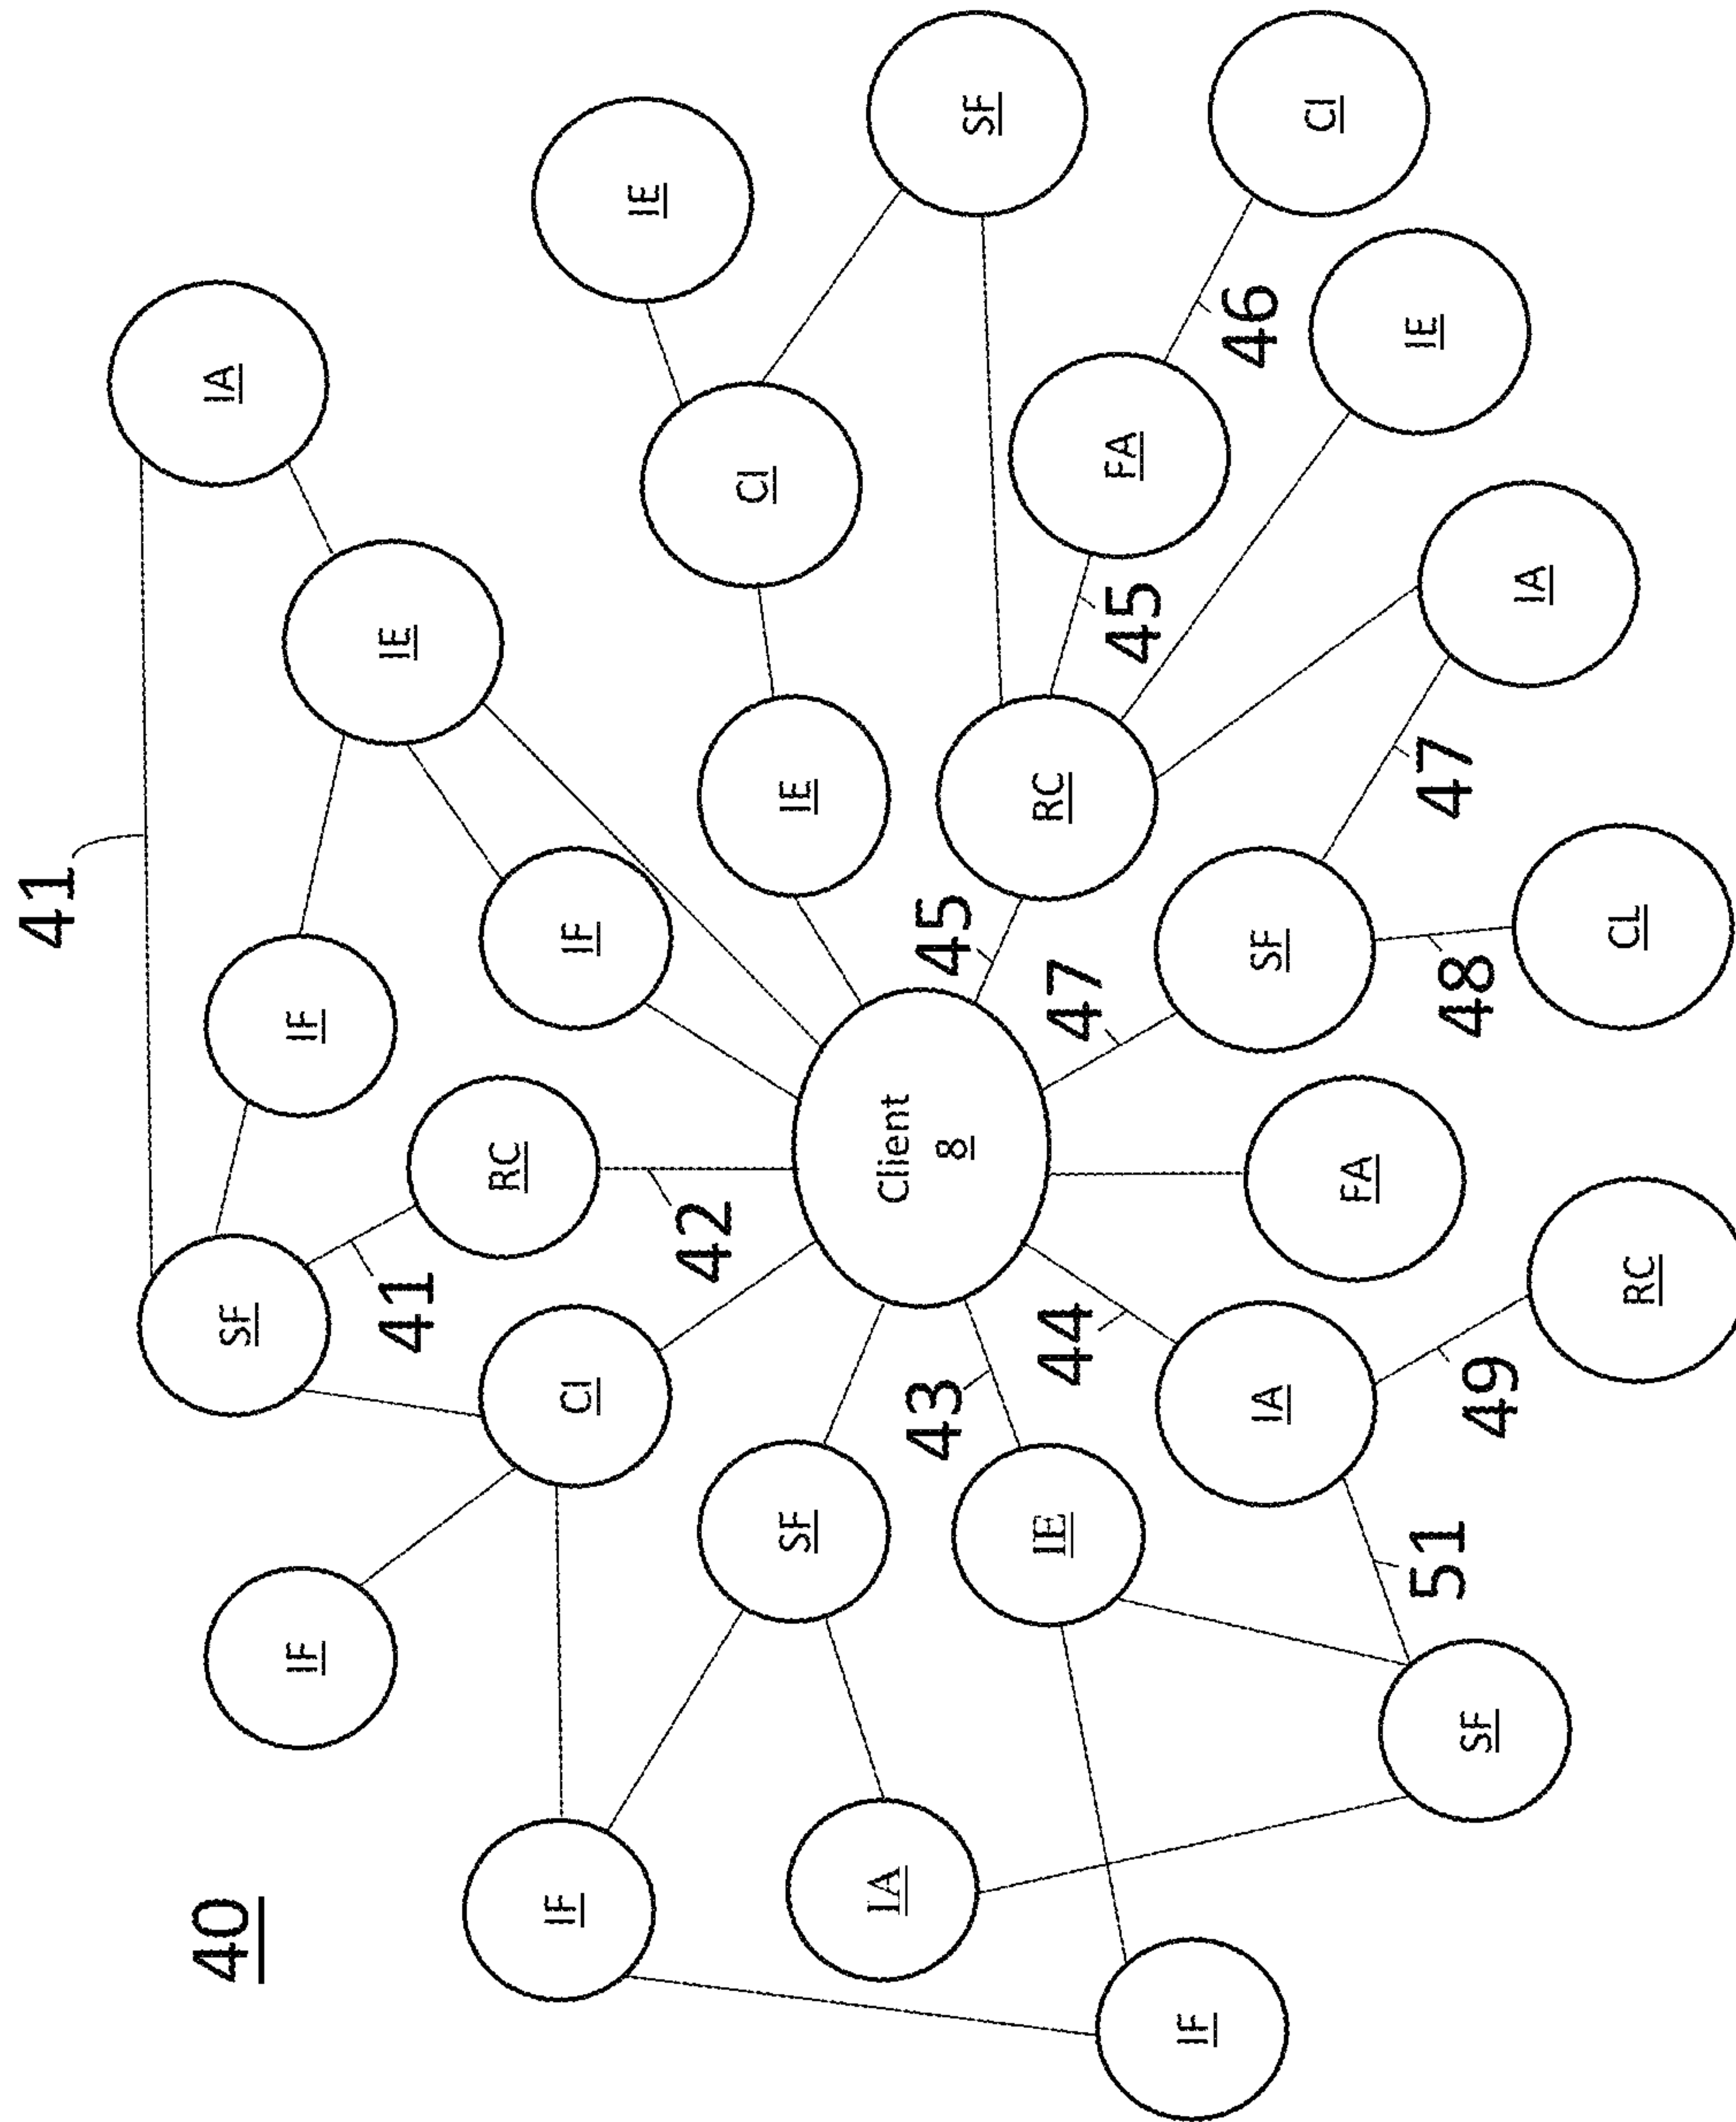 41
40
SF
IA
IF
IF
IE
41
RC
IF
CI
IF
IE
42
CI
SF
IE
IA
Client
8
43
45
SF
IE
RC
44
47
FA
45
IF
46
IA
SF
CI
FA
IE
51
47
48
SF
49
IA
CL
RC